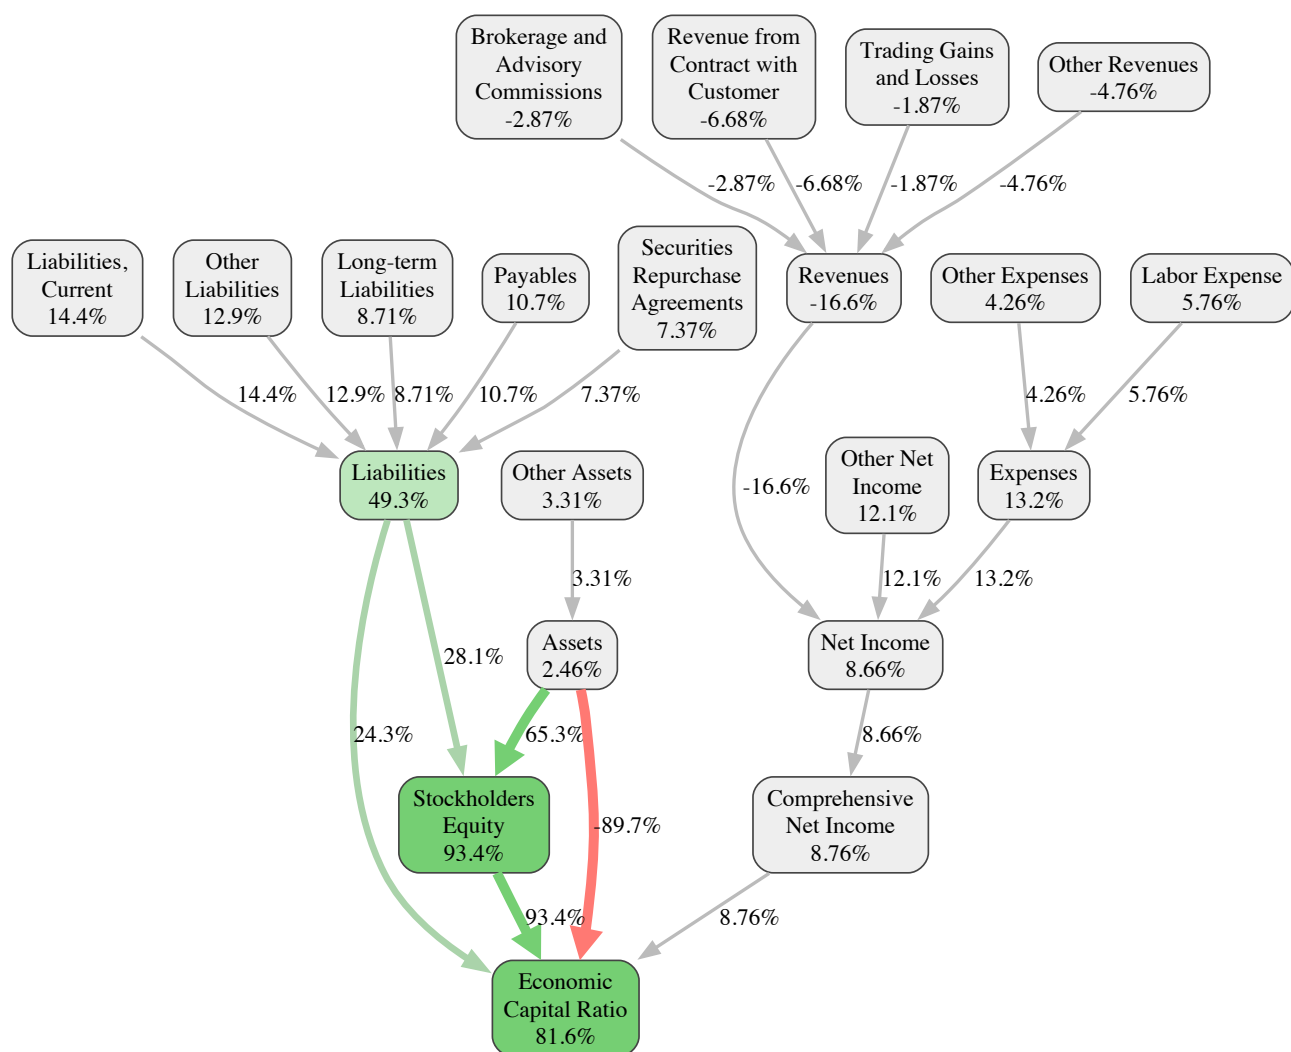 Brokerage and
Advisory
Commissions
-2.87%
Revenue from
Contract with
Customer
-6.68%
Trading Gains
and Losses
-1.87%
Other Revenues
-4.76%
-2.87%
-6.68%
-1.87%
-4.76%
Liabilities,
Current
14.4%
Other
Liabilities
12.9%
Long-term
Liabilities
8.71%
Payables
10.7%
Securities
Repurchase
Agreements
7.37%
Revenues
-16.6%
Other Expenses
4.26%
Labor Expense
5.76%
14.4%
12.9%
8.71%
10.7%
7.37%
4.26%
5.76%
Liabilities
49.3%
Other Assets
3.31%
-16.6%
Other Net
Income
12.1%
Expenses
13.2%
3.31%
12.1%
13.2%
28.1%
Assets
2.46%
Net Income
8.66%
24.3%
65.3%
8.66%
Stockholders
Equity
93.4%
-89.7%
Comprehensive
Net Income
8.76%
93.4%
8.76%
Economic
Capital Ratio
81.6%